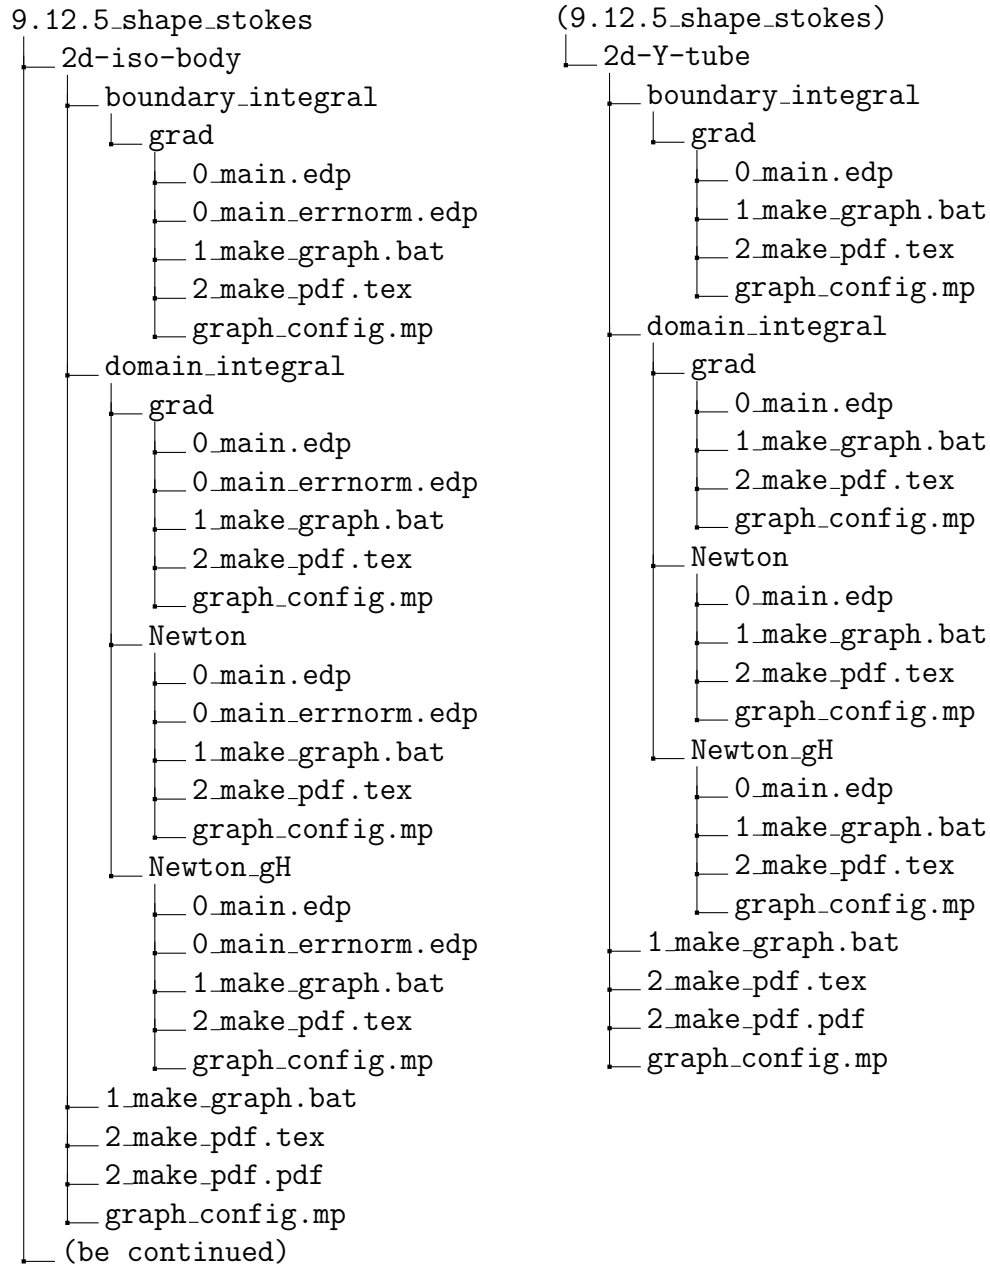 9.12.5_shape_stokes
2d-iso-body
boundary_integral
grad
0_main.edp
0_main_errnorm.edp
1_make_graph.bat
2_make_pdf.tex
graph_config.mp
domain_integral
grad
0_main.edp
0_main_errnorm.edp
1_make_graph.bat
2_make_pdf.tex
graph_config.mp
Newton
0_main.edp
0_main_errnorm.edp
1_make_graph.bat
2_make_pdf.tex
graph_config.mp
Newton_gH
0_main.edp
0_main_errnorm.edp
1_make_graph.bat
2_make_pdf.tex
graph_config.mp
1_make_graph.bat
2_make_pdf.tex
2_make_pdf.pdf
graph_config.mp
(be continued)
(9.12.5_shape_stokes)
2d-Y-tube
boundary_integral
grad
0_main.edp
1_make_graph.bat
2_make_pdf.tex
graph_config.mp
domain_integral
grad
0_main.edp
1_make_graph.bat
2_make_pdf.tex
graph_config.mp
Newton
0_main.edp
1_make_graph.bat
2_make_pdf.tex
graph_config.mp
Newton_gH
0_main.edp
1_make_graph.bat
2_make_pdf.tex
graph_config.mp
1_make_graph.bat
2_make_pdf.tex
2_make_pdf.pdf
graph_config.mp